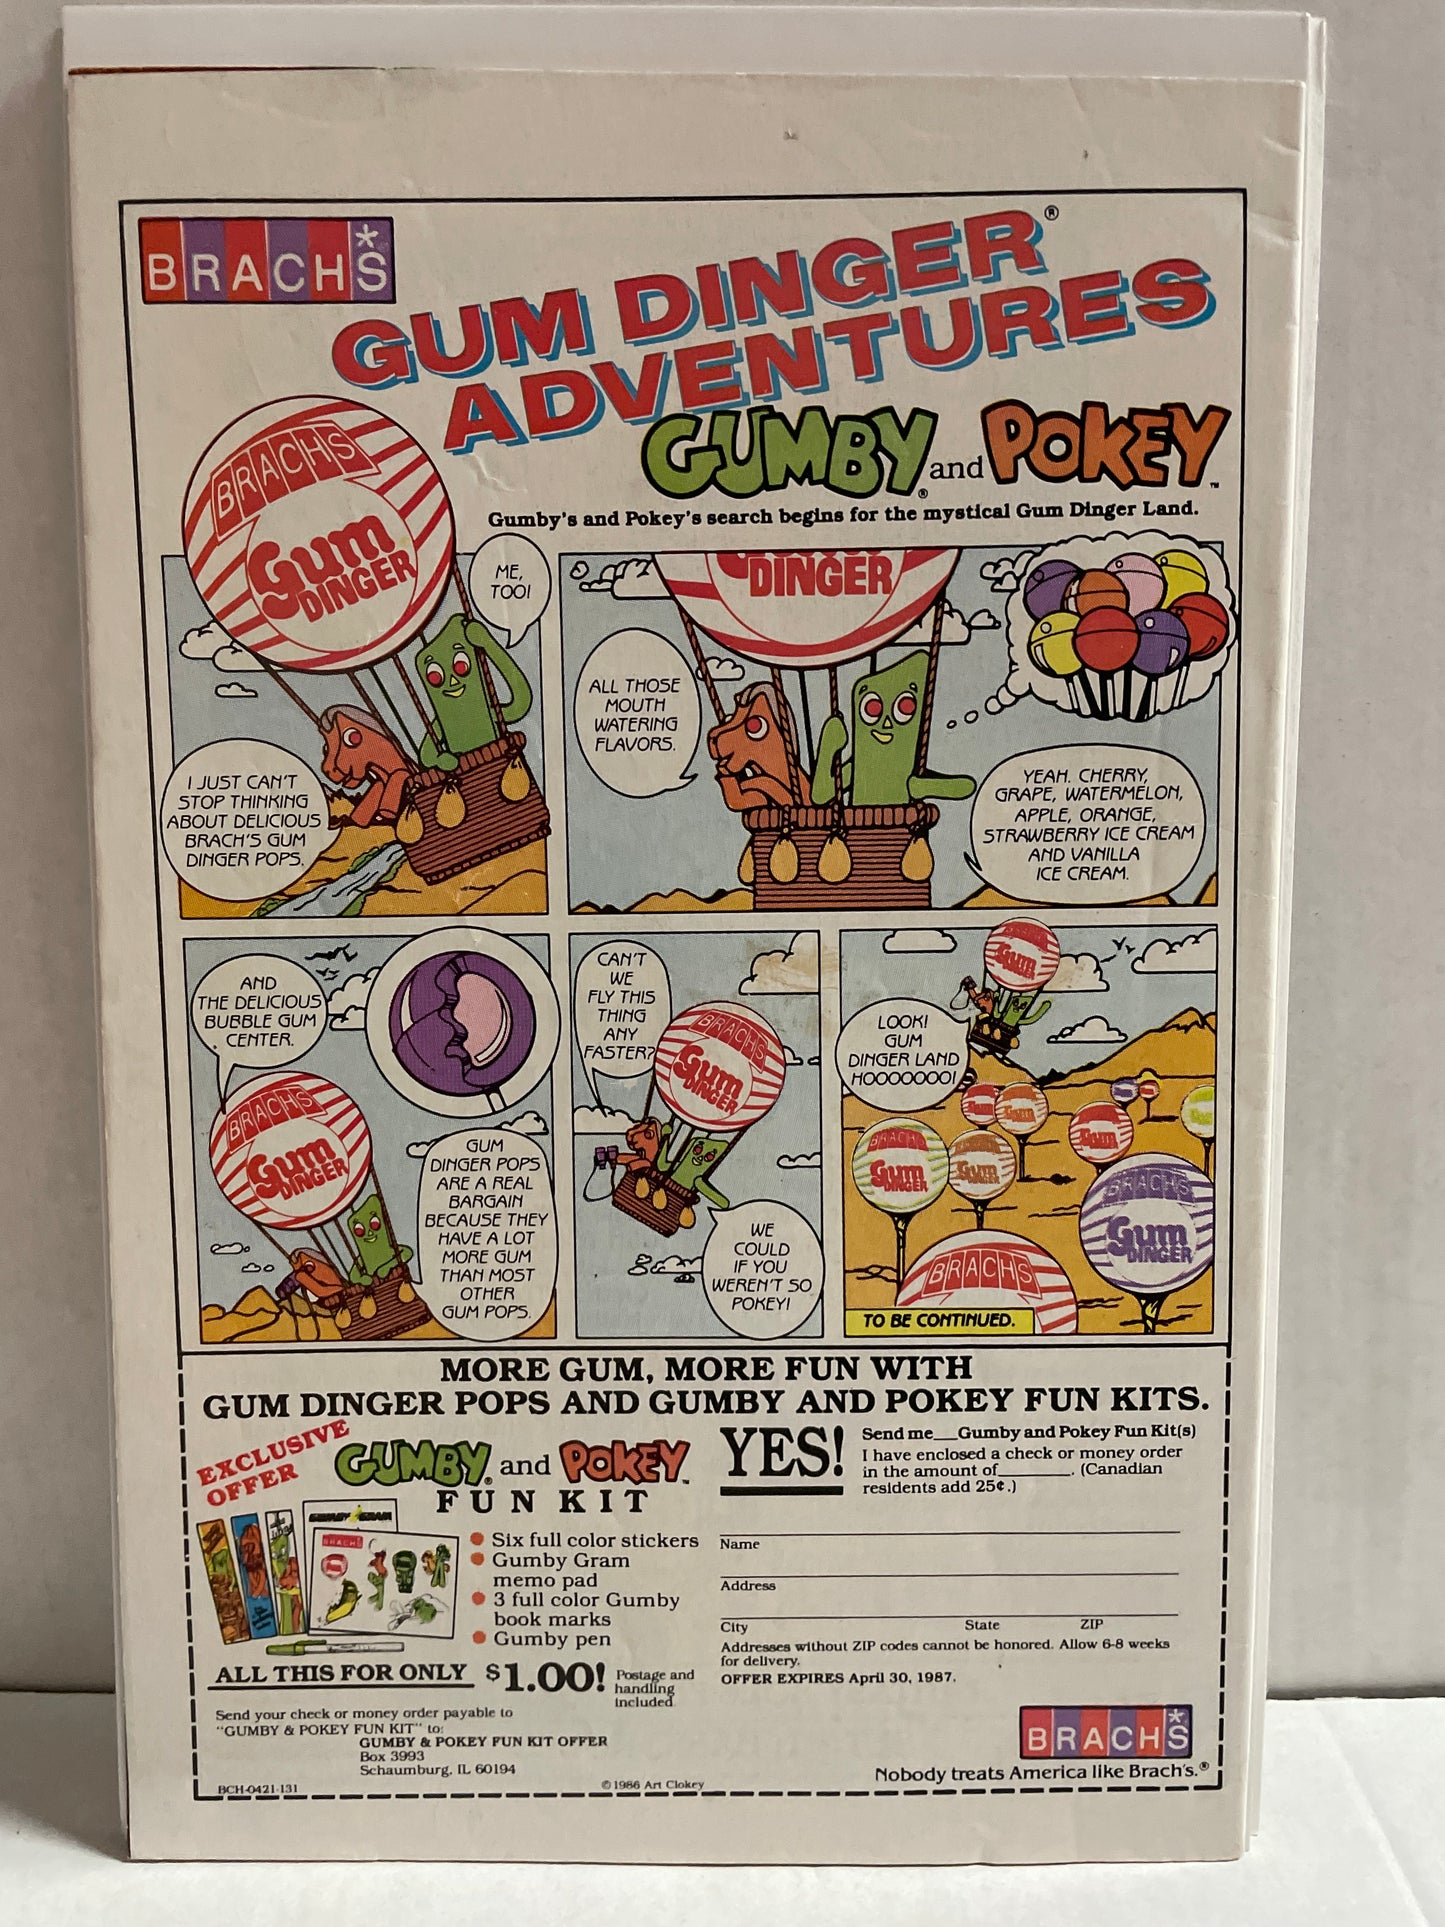 BRACH*S
GUM DINGER®
ADVENTURES
GUMBY® and POKEY™
Gumby's and Pokey's search begins for the mystical Gum Dinger Land.
BRACHS
Gum
DINGER
ME,
TOO!
I JUST CAN'T
STOP THINKING
ABOUT DELICIOUS
BRACH'S GUM
DINGER POPS.
DINGER
ALL THOSE
MOUTH
WATERING
FLAVORS.
YEAH. CHERRY,
GRAPE, WATERMELON,
APPLE, ORANGE,
STRAWBERRY ICE CREAM
AND VANILLA
ICE CREAM.
AND
THE DELICIOUS
BUBBLE GUM
CENTER.
BRACHS
Gum
DINGER
GUM
DINGER POPS
ARE A REAL
BARGAIN
BECAUSE THEY
HAVE A LOT
MORE GUM
THAN MOST
OTHER
GUM POPS.
CAN'T
WE
FLY THIS
THING
ANY
FASTER?
BRACHS
Gum
DINGER
WE
COULD
IF YOU
WEREN'T SO
POKEY!
LOOK!
GUM
DINGER LAND
HOOOOOOO!
BRACHS
Gum
DINGER
BRACHS
Gum
DINGER
BRACHS
TO BE CONTINUED.
MORE GUM, MORE FUN WITH
GUM DINGER POPS AND GUMBY AND POKEY FUN KITS.
EXCLUSIVE
OFFER
GUMBY® and POKEY™
FUN KIT
GUMBY GRAM
BRACHS
Six full color stickers
Gumby Gram
memo pad
3 full color Gumby
book marks
Gumby pen
ALL THIS FOR ONLY $1.00! Postage and
handling
included
Send your check or money order payable to
"GUMBY & POKEY FUN KIT" to:
GUMBY & POKEY FUN KIT OFFER
Box 3993
Schaumburg, IL 60194
BCH-0421-131
© 1986 Art Clokey
YES! Send me___Gumby and Pokey Fun Kit(s)
I have enclosed a check or money order
in the amount of________. (Canadian
residents add 25¢.)
Name
Address
City State ZIP
Addresses without ZIP codes cannot be honored. Allow 6-8 weeks
for delivery.
OFFER EXPIRES April 30, 1987.
BRACH*S
Nobody treats America like Brach's.®